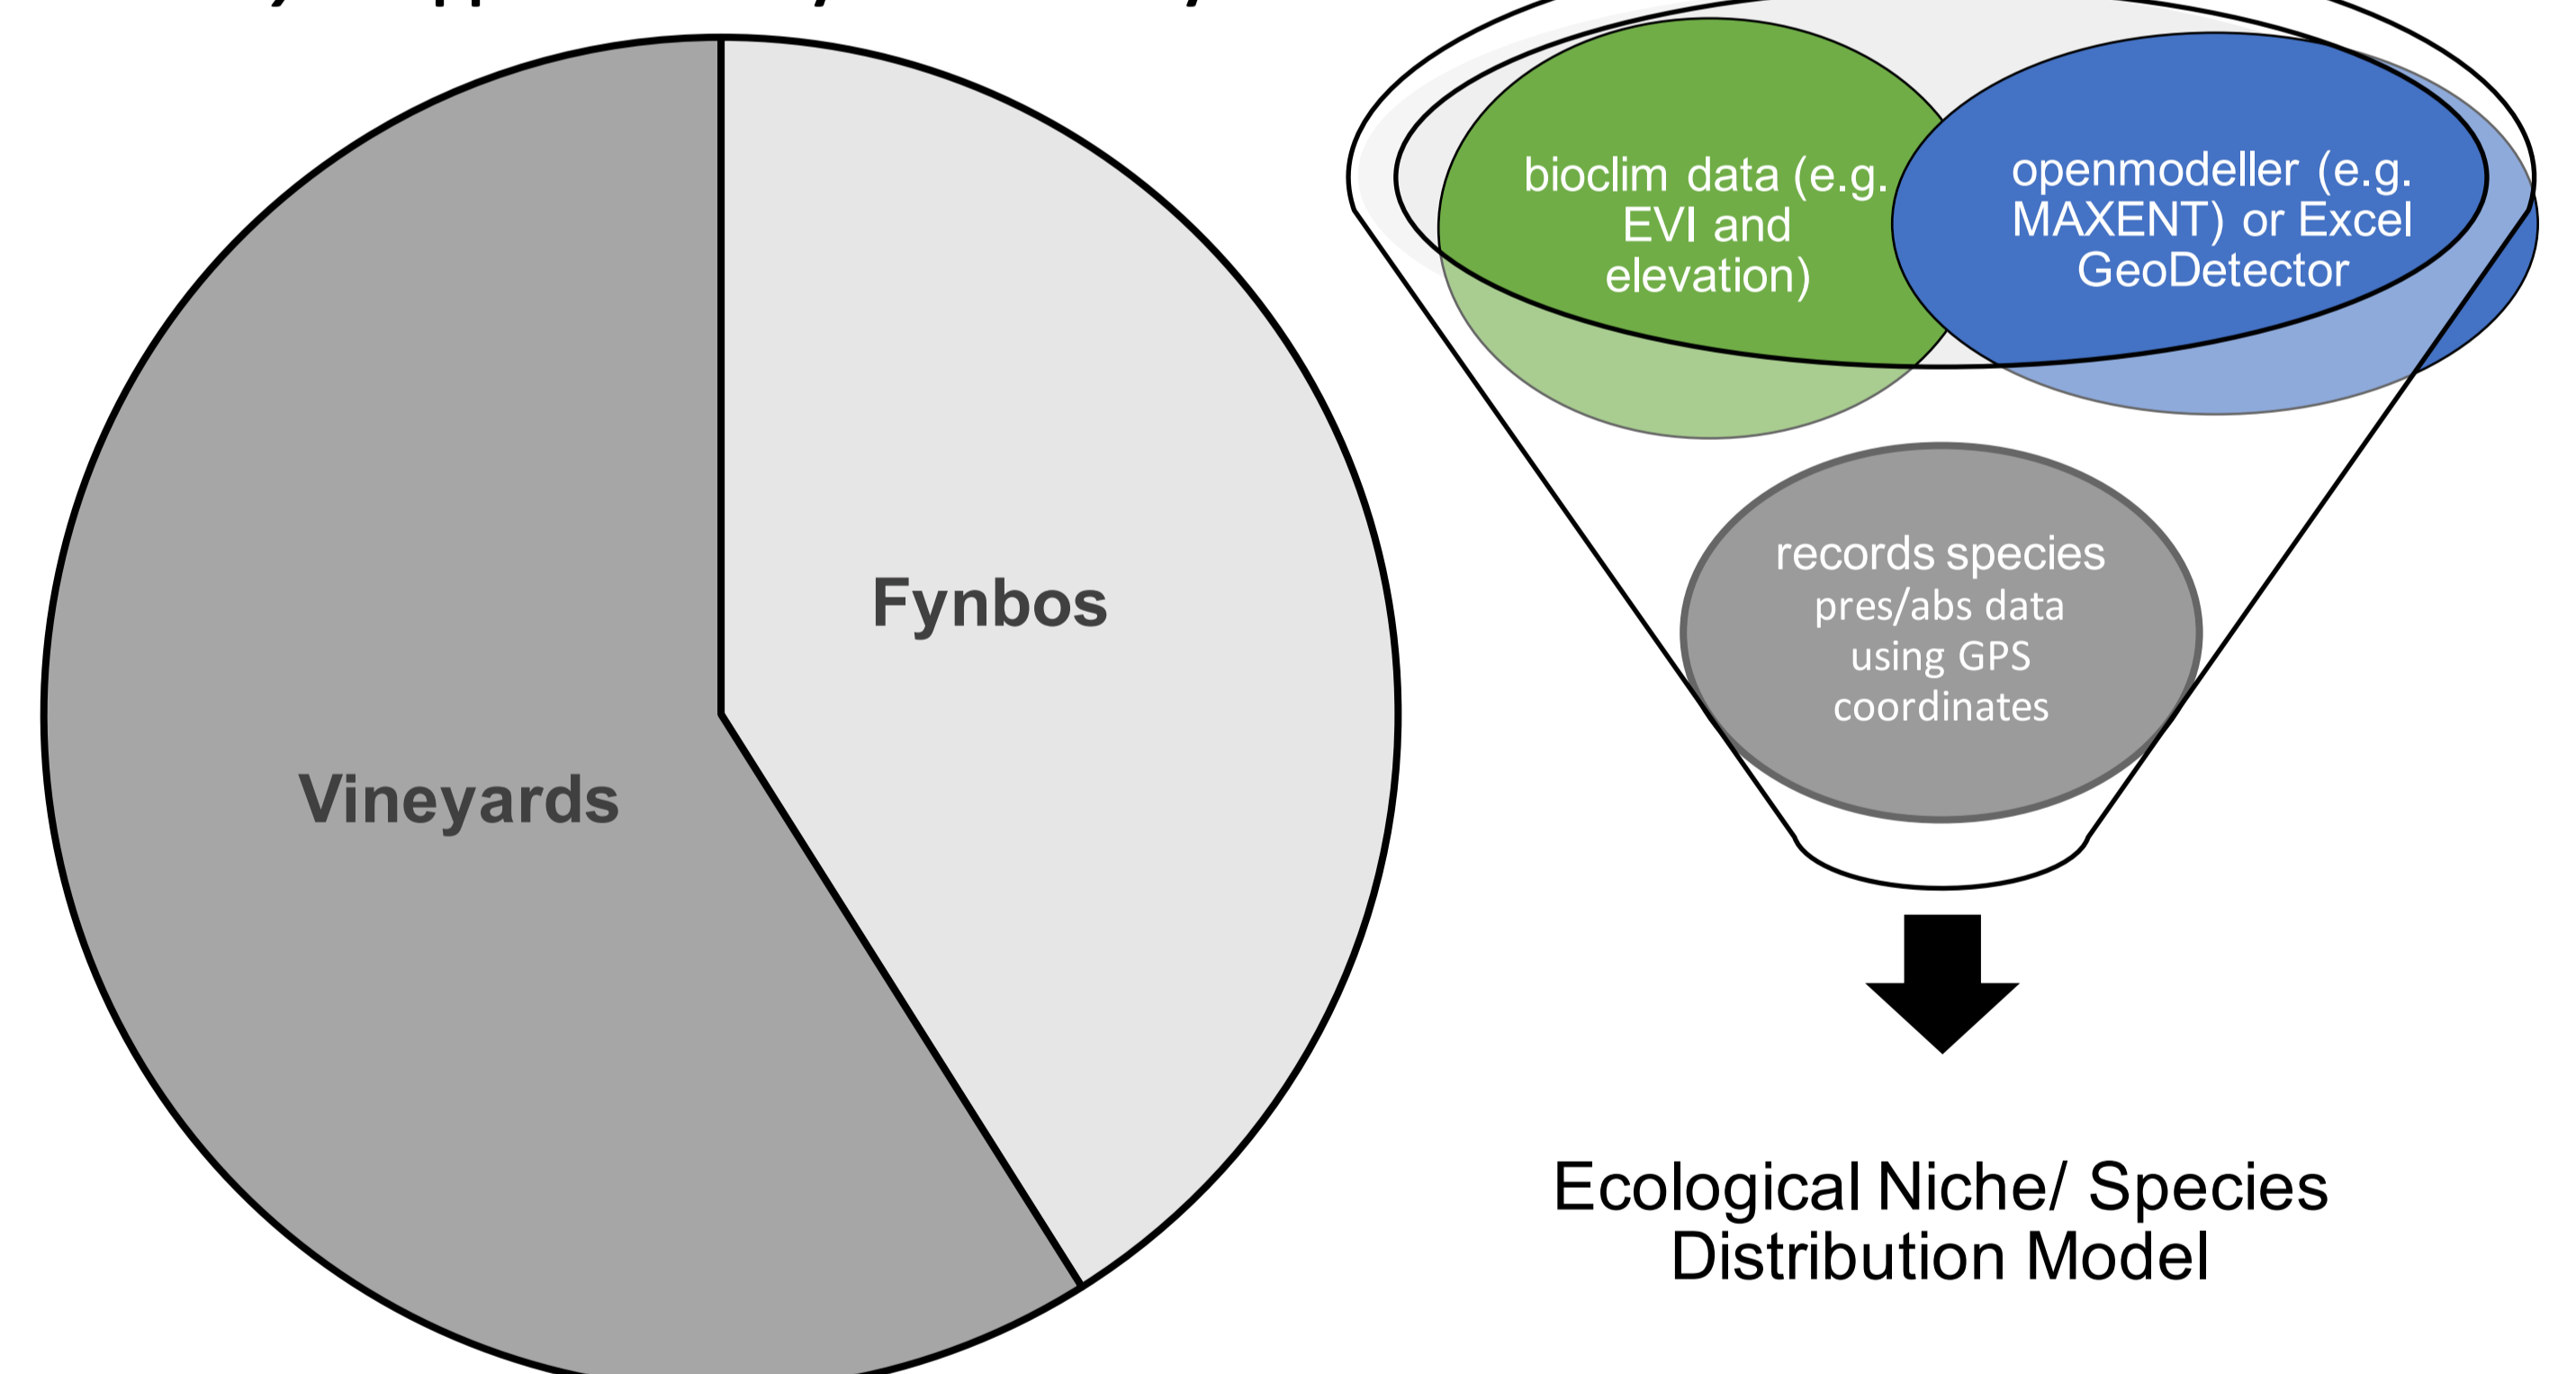 Fynbos
Vineyards
bioclim data (e.g.
EVI and
elevation)
openmodeller (e.g.
MAXENT) or Excel
GeoDetector
records species
pres/abs data
using GPS
coordinates
Ecological Niche/ Species
Distribution Model